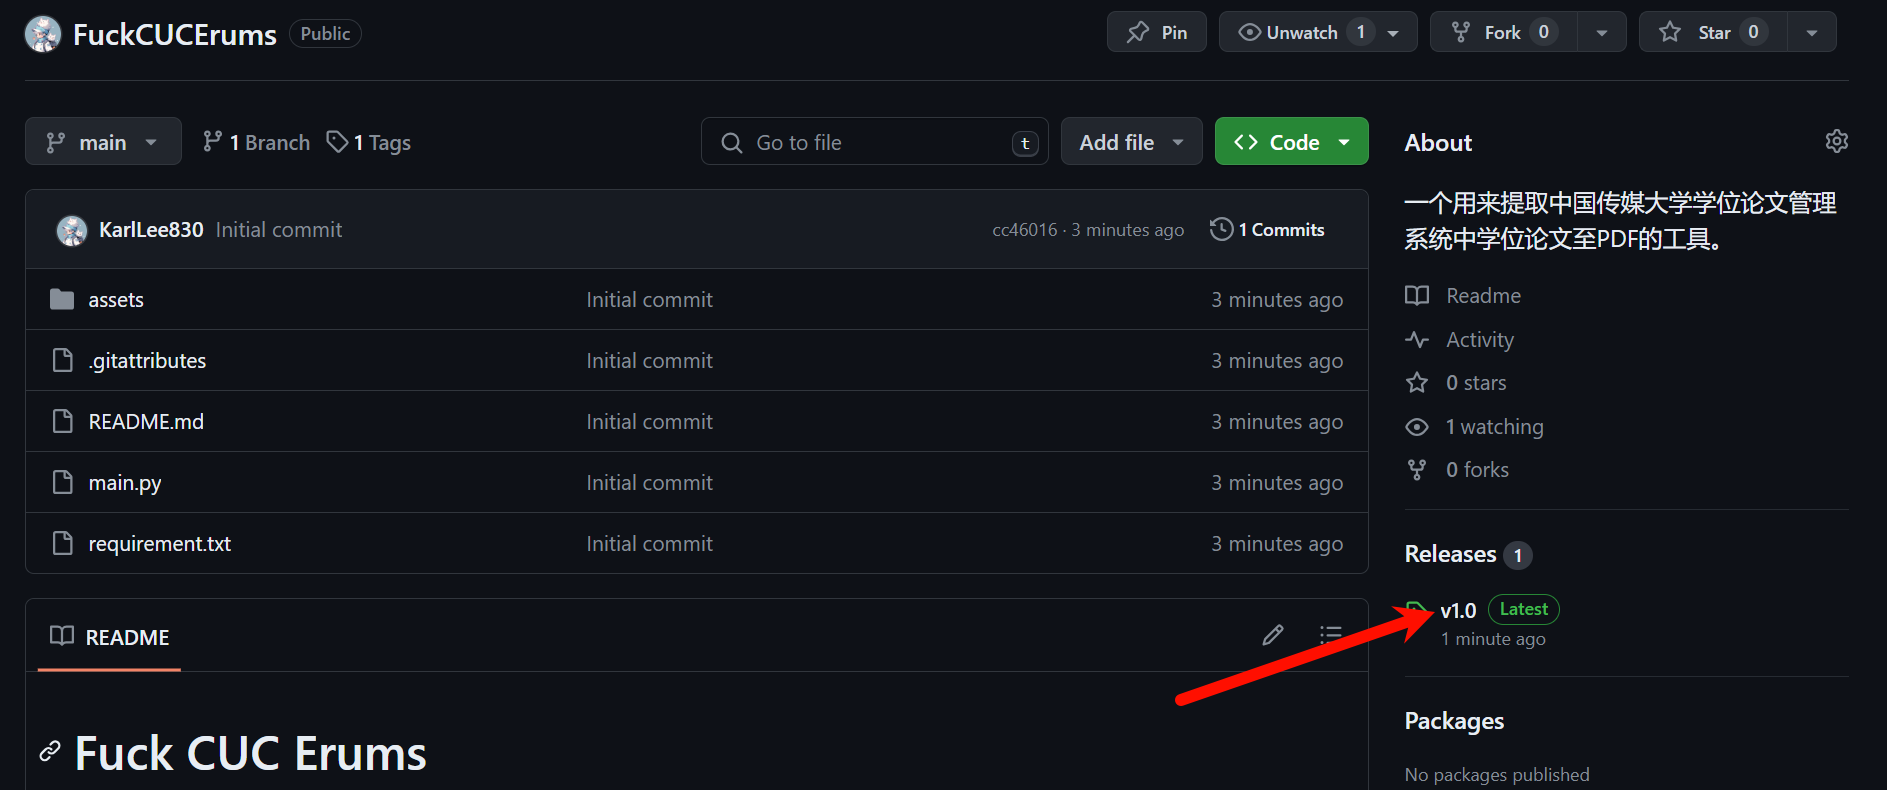 FuckCUCErums Public
Pin Unwatch 1 Fork 0 Star 0
main 1 Branch 1 Tags Go to file t Add file Code
KarlLee830 Initial commit cc46016 · 3 minutes ago 1 Commits
assets Initial commit 3 minutes ago
.gitattributes Initial commit 3 minutes ago
README.md Initial commit 3 minutes ago
main.py Initial commit 3 minutes ago
requirement.txt Initial commit 3 minutes ago
README
Fuck CUC Erums
About
一个用来提取中国传媒大学学位论文管理
系统中学位论文至PDF的工具。
Readme
Activity
0 stars
1 watching
0 forks
Releases 1
v1.0 Latest
1 minute ago
Packages
No packages published